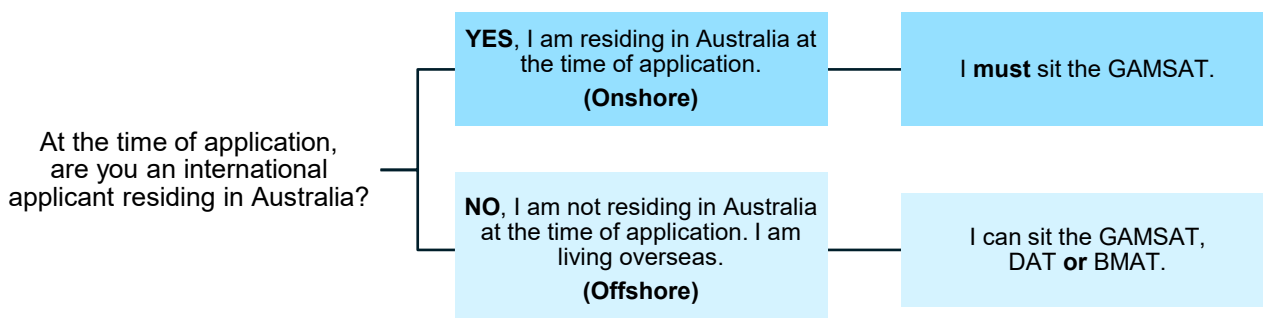 At the time of application,
are you an international
applicant residing in Australia?
YES, I am residing in Australia at
the time of application.
(Onshore)
I must sit the GAMSAT.
NO, I am not residing in Australia
at the time of application. I am
living overseas.
(Offshore)
I can sit the GAMSAT,
DAT or BMAT.